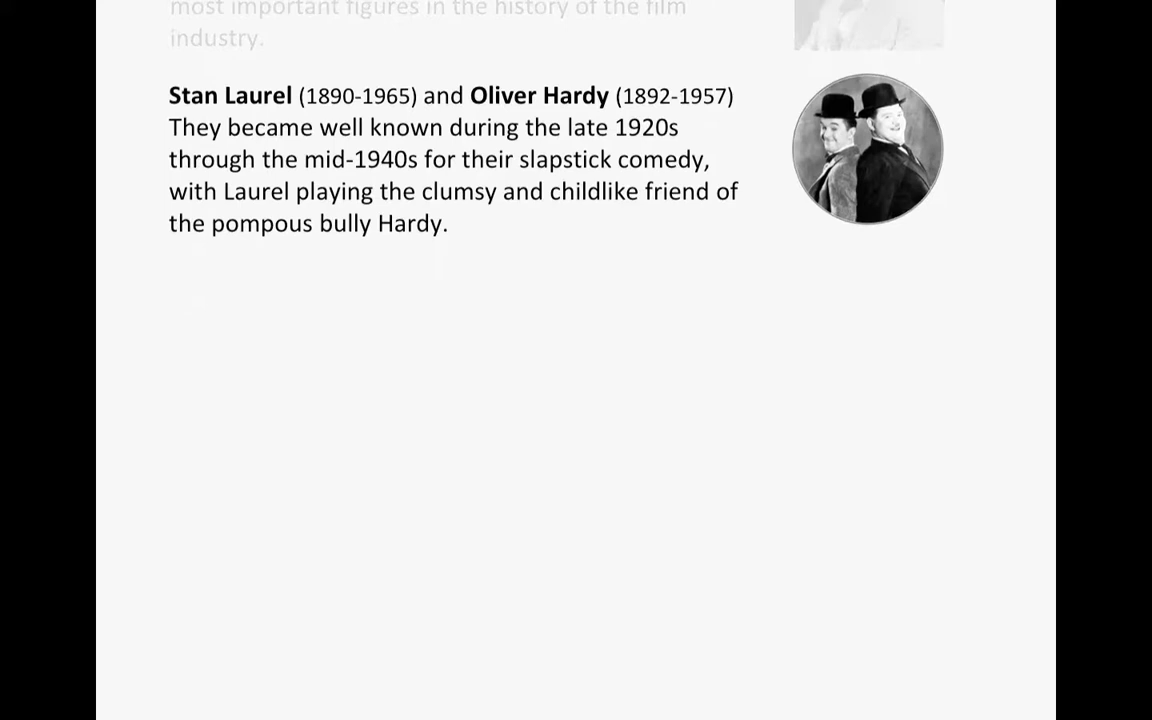 most important figures in the history of the film
industry.
Stan Laurel (1890-1965) and Oliver Hardy (1892-1957)
They became well known during the late 1920s
through the mid-1940s for their slapstick comedy,
with Laurel playing the clumsy and childlike friend of
the pompous bully Hardy.